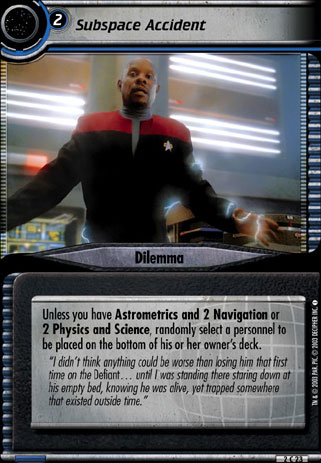 2 Subspace Accident
Dilemma
Unless you have Astrometrics and 2 Navigation or
2 Physics and Science, randomly select a personnel to
be placed on the bottom of his or her owner's deck.
"I didn't think anything could be worse than losing him that first
time on the Defiant. . . until I was standing there staring down at
his empty bed, knowing he was alive, yet trapped somewhere
that existed outside time."
TM & © 2003 PAR. PIC. © 2003 DECIPHER INC.
2 C 23